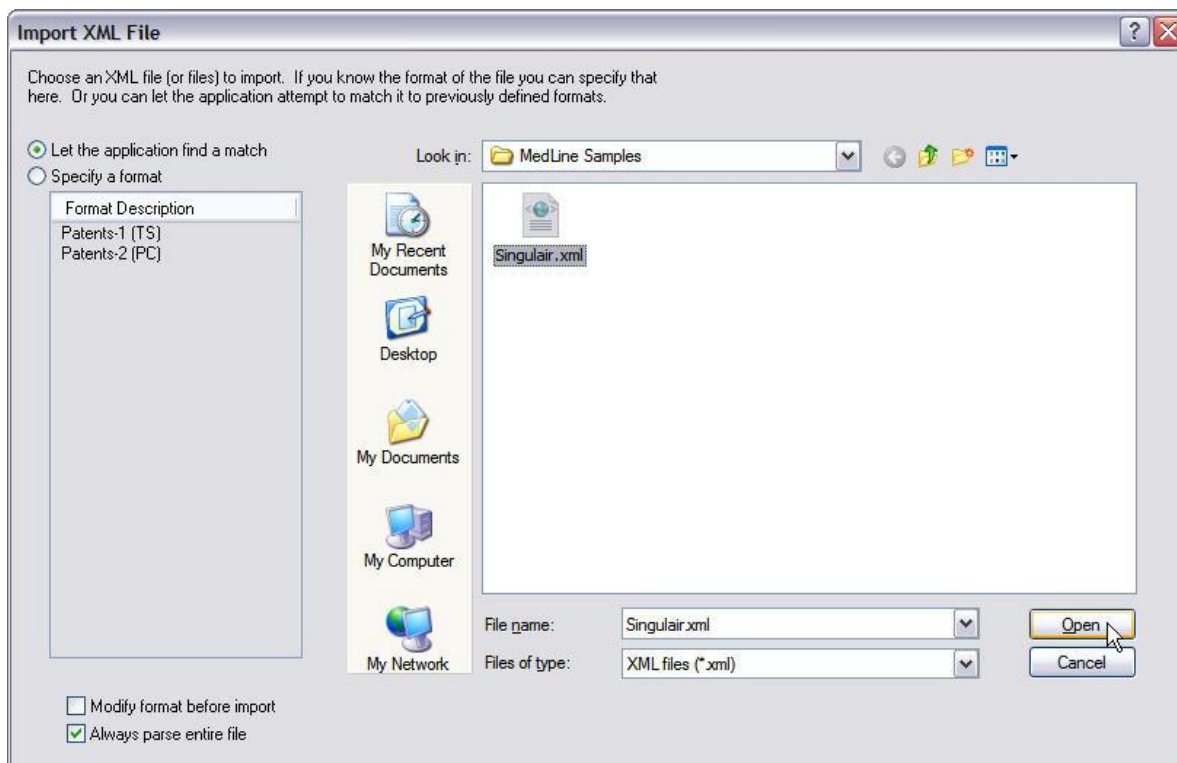 Import XML File
Choose an XML file (or files) to import. If you know the format of the file you can specify that
here. Or you can let the application attempt to match it to previously defined formats.
Let the application find a match
Specify a format
Format Description
Patents-1 (TS)
Patents-2 (PC)
Look in:
MedLine Samples
My Recent
Documents
Desktop
My Documents
My Computer
My Network
Singulair.xml
File name:
Singulair.xml
Open
Files of type:
XML files (*.xml)
Cancel
Modify format before import
Always parse entire file